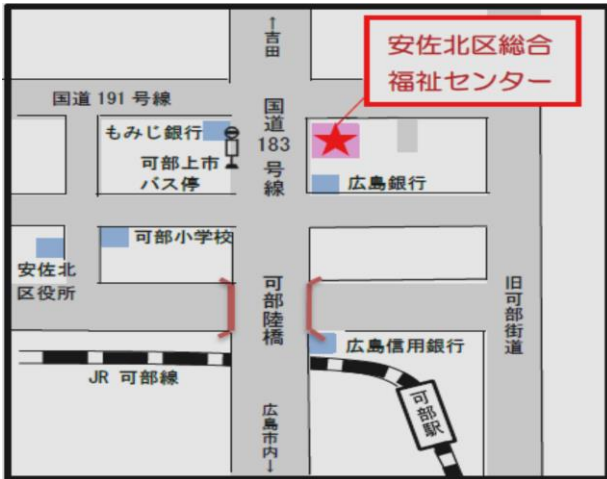 ↑吉田
安佐北区総合
福祉センター
国道 191 号線
国道183号線
もみじ銀行
可部上市
バス停
広島銀行
可部小学校
安佐北
区役所
可部陸橋
旧可部街道
広島信用銀行
JR 可部線
可部駅
広島市内↓